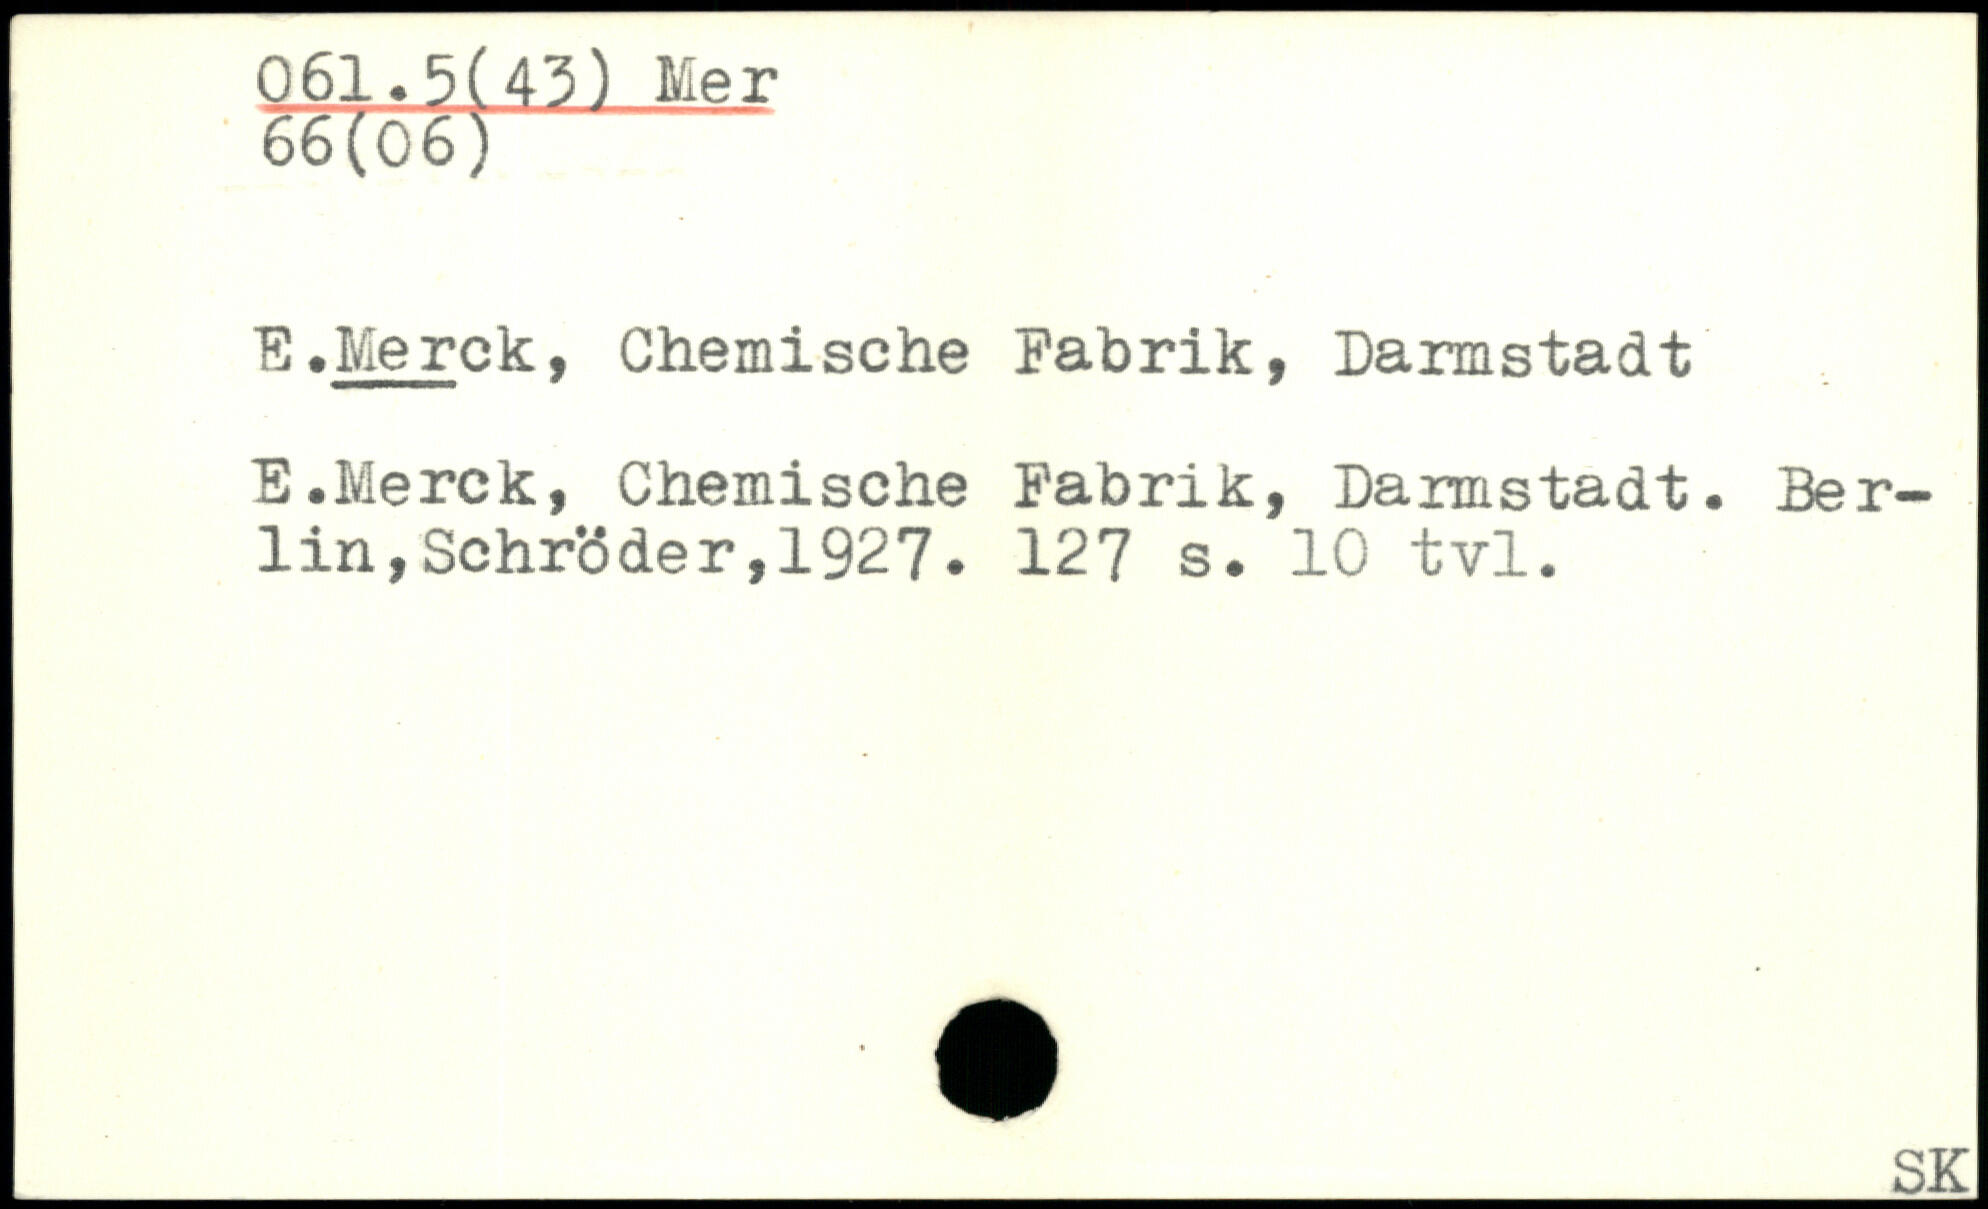 061.5(43) Mer
66(06)
E.Merck, Chemische Fabrik, Darmstadt
E.Merck, Chemische Fabrik, Darmstadt. Ber-
lin,Schröder,1927. 127 s. 10 tvl.
SK